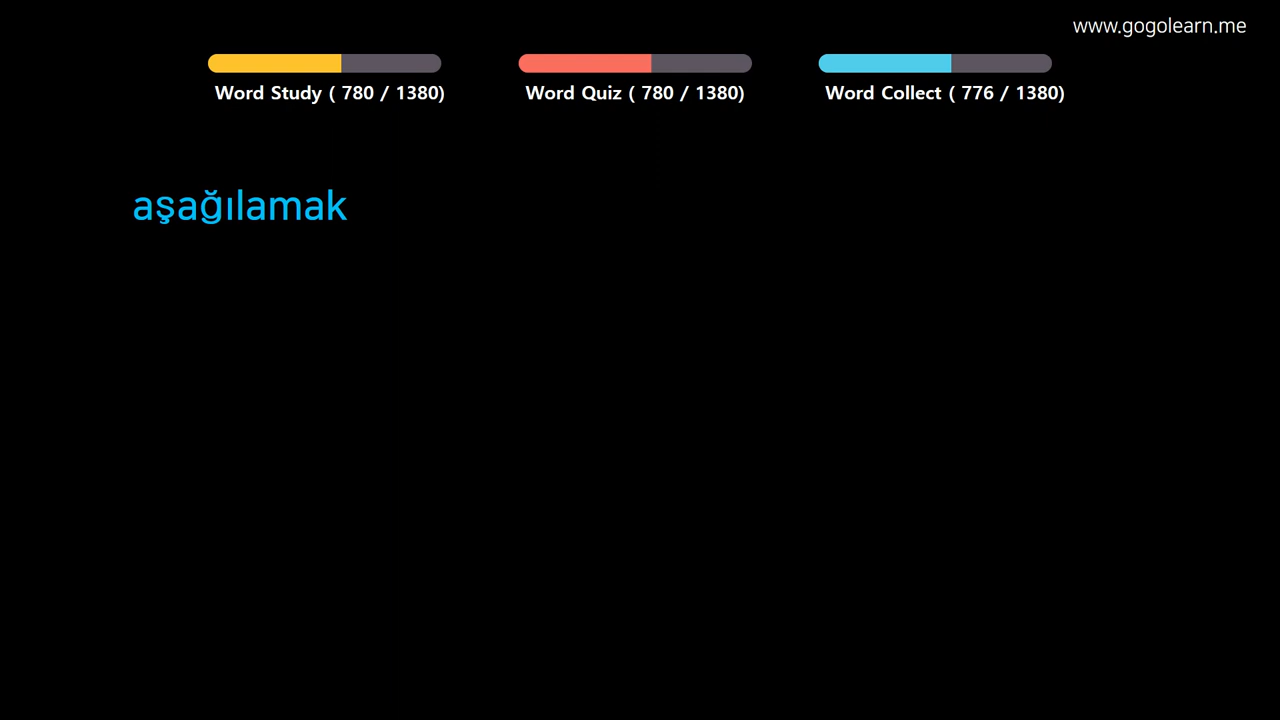 www.gogolearn.me
Word Study ( 780 / 1380)
Word Quiz ( 780 / 1380)
Word Collect ( 776 / 1380)
aşağılamak